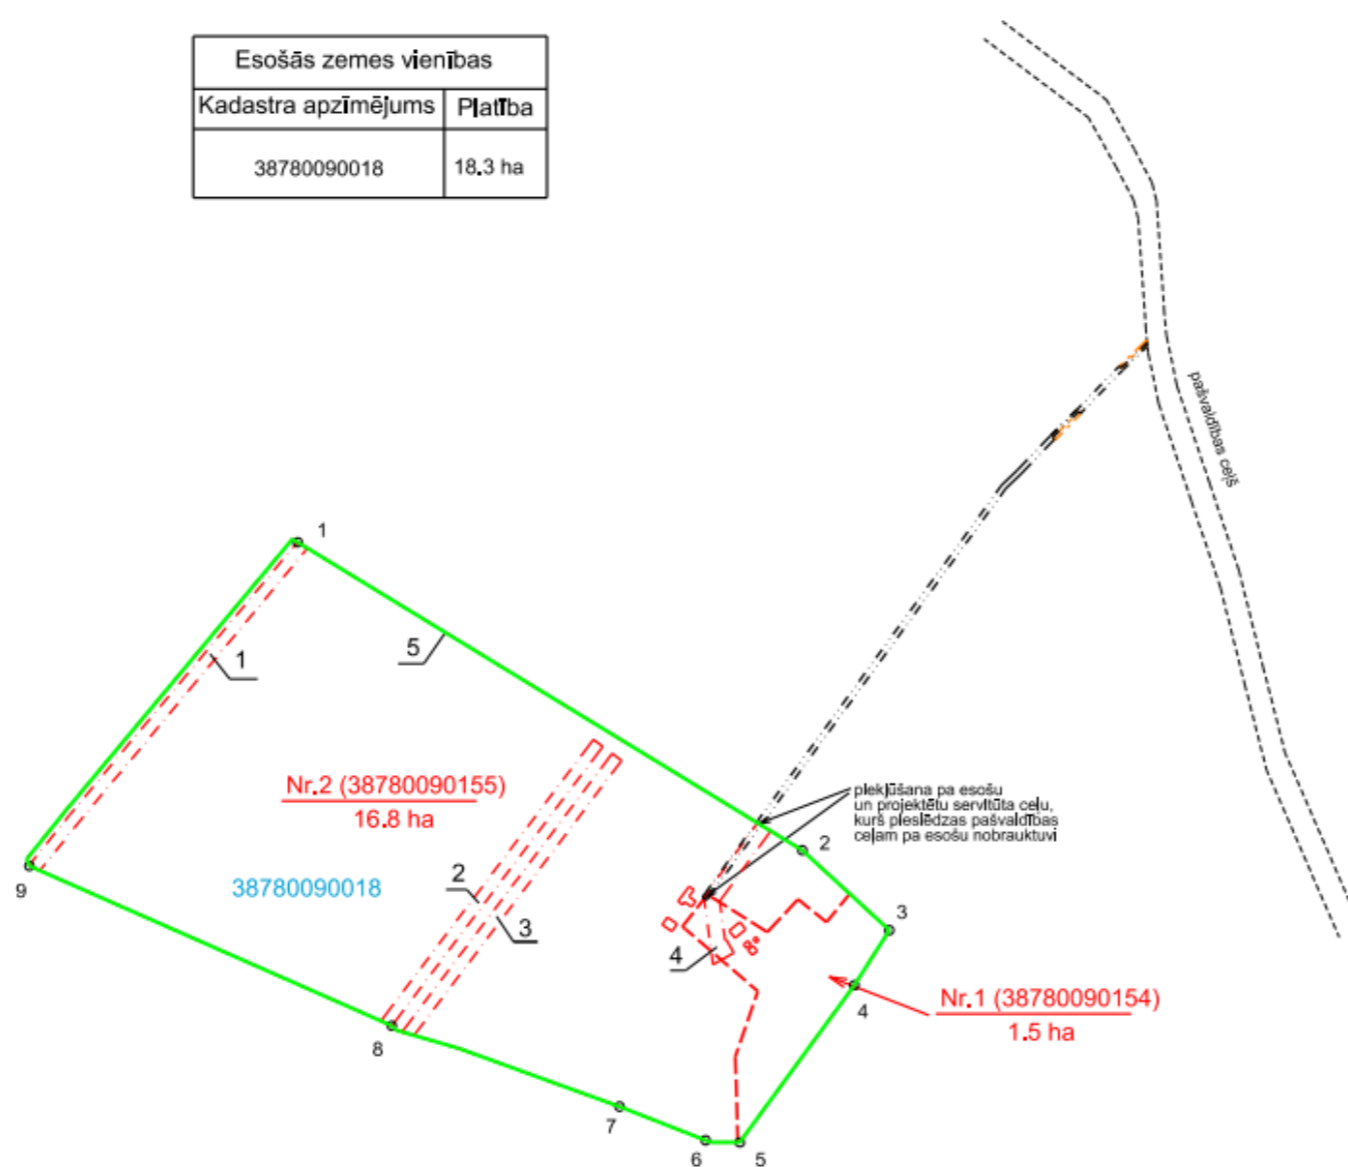 Esošās zemes vienības
Kadastra apzīmējums Platība
38780090018 18.3 ha
pašvaldības ceļš
1
5
1
Nr.2 (38780090155)
16.8 ha
piekļūšana pa esošu
un projektētu servitūta ceļu,
kurš pieslēdzas pašvaldības
ceļam pa esošu nobrauktuvi
2
9
38780090018
2
3
3
4
4
Nr.1 (38780090154)
1.5 ha
8
7
6
5